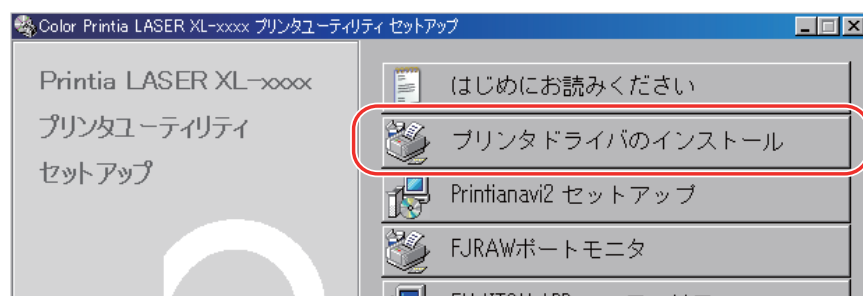 Color Printia LASER XL-xxxx プリンタユーティリティ セットアップ
Printia LASER XL-xxxx
プリンタユーティリティ
セットアップ
はじめにお読みください
プリンタドライバのインストール
Printianavi2 セットアップ
FJRAWポートモニタ